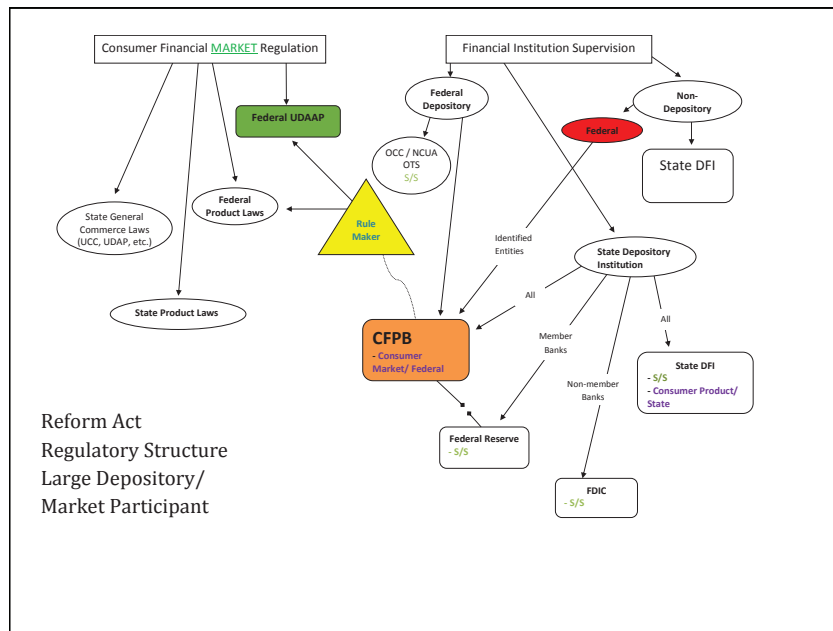 Consumer Financial MARKET Regulation
Financial Institution Supervision
Federal
Depository
Non-
Depository
Federal UDAAP
Federal
OCC / NCUA
OTS
S/S
State DFI
Federal
Product Laws
State General
Commerce Laws
(UCC, UDAP, etc.)
Rule
Maker
Identified
Entities
State Depository
Institution
All
State Product Laws
All
CFPB
- Consumer
Market/ Federal
Member
Banks
Non-member
Banks
State DFI
- S/S
- Consumer Product/
State
Reform Act
Regulatory Structure
Large Depository/
Market Participant
Federal Reserve
- S/S
FDIC
- S/S